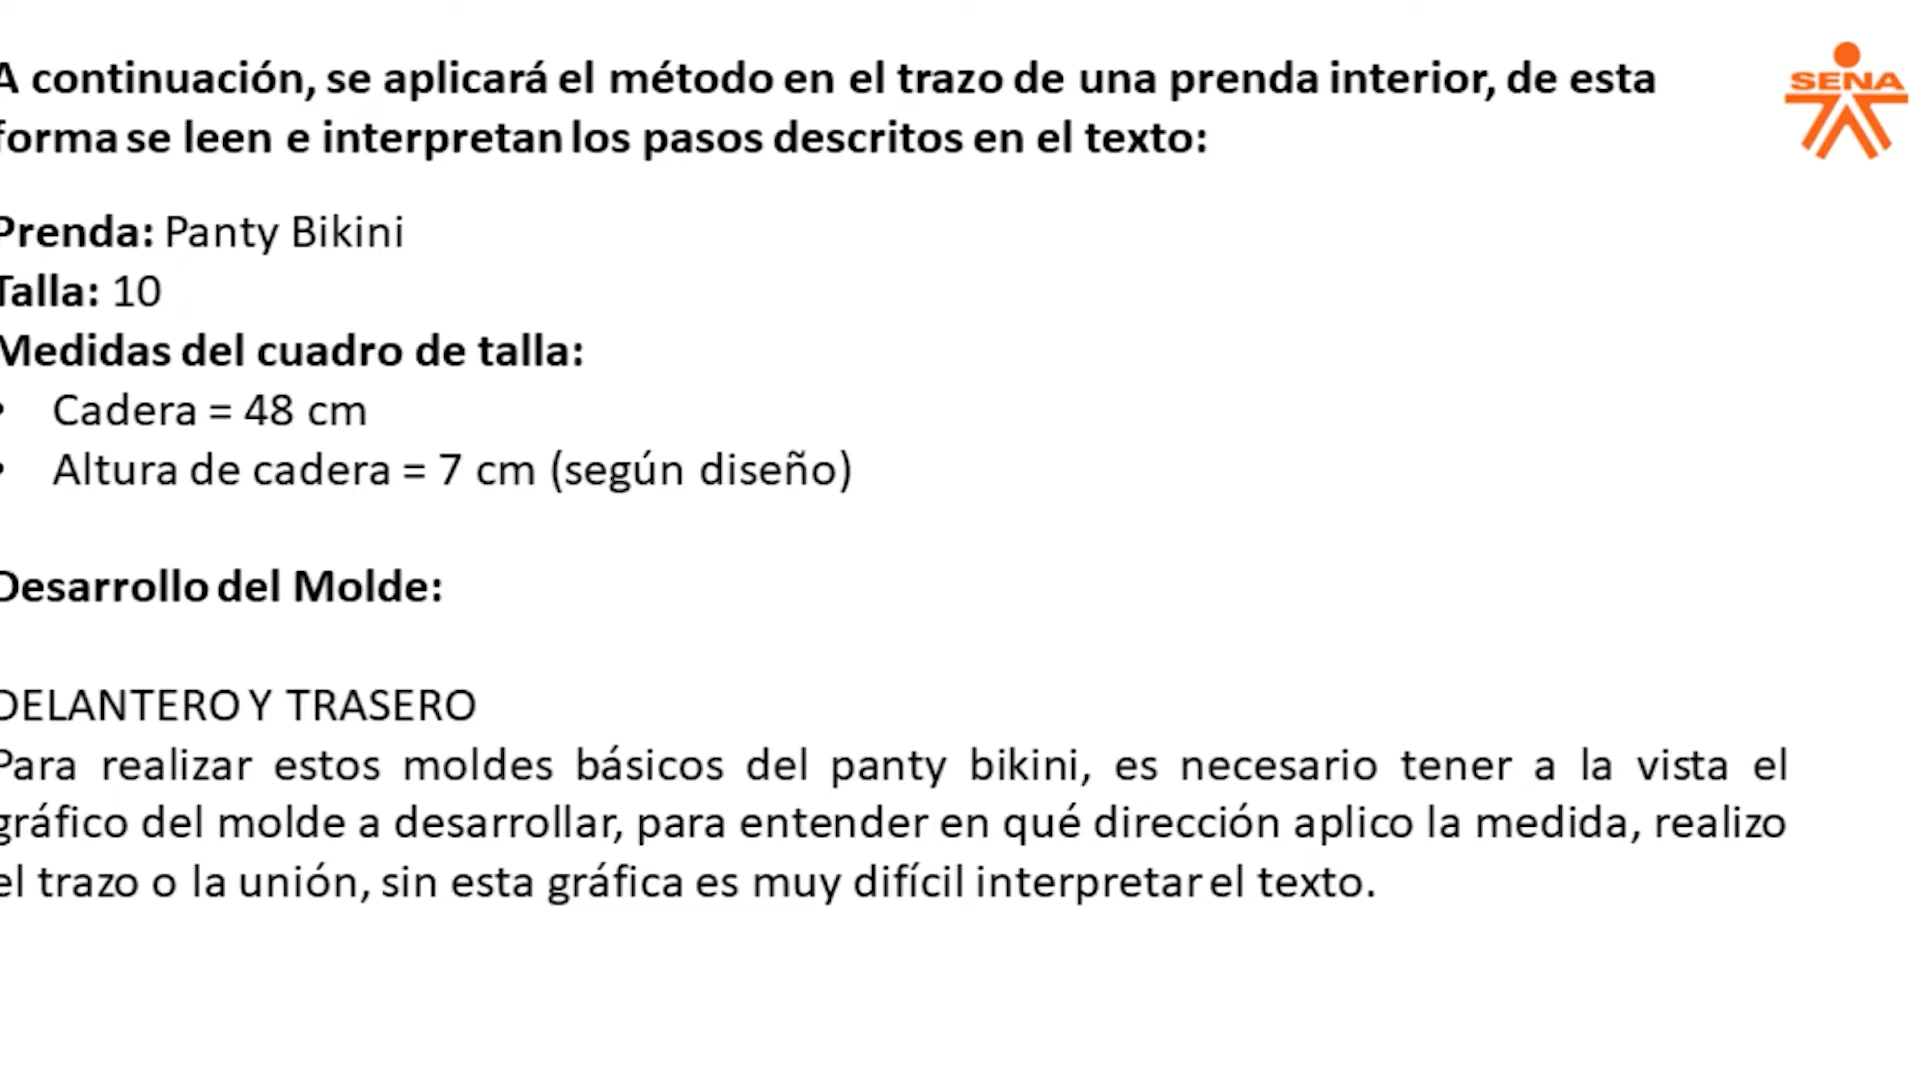 A continuación, se aplicará el método en el trazo de una prenda interior, de esta
forma se leen e interpretan los pasos descritos en el texto:
SENA
Prenda: Panty Bikini
Talla: 10
Medidas del cuadro de talla:
• Cadera = 48 cm
• Altura de cadera = 7 cm (según diseño)
Desarrollo del Molde:
DELANTERO Y TRASERO
Para realizar estos moldes básicos del panty bikini, es necesario tener a la vista el
gráfico del molde a desarrollar, para entender en qué dirección aplico la medida, realizo
el trazo o la unión, sin esta gráfica es muy difícil interpretar el texto.